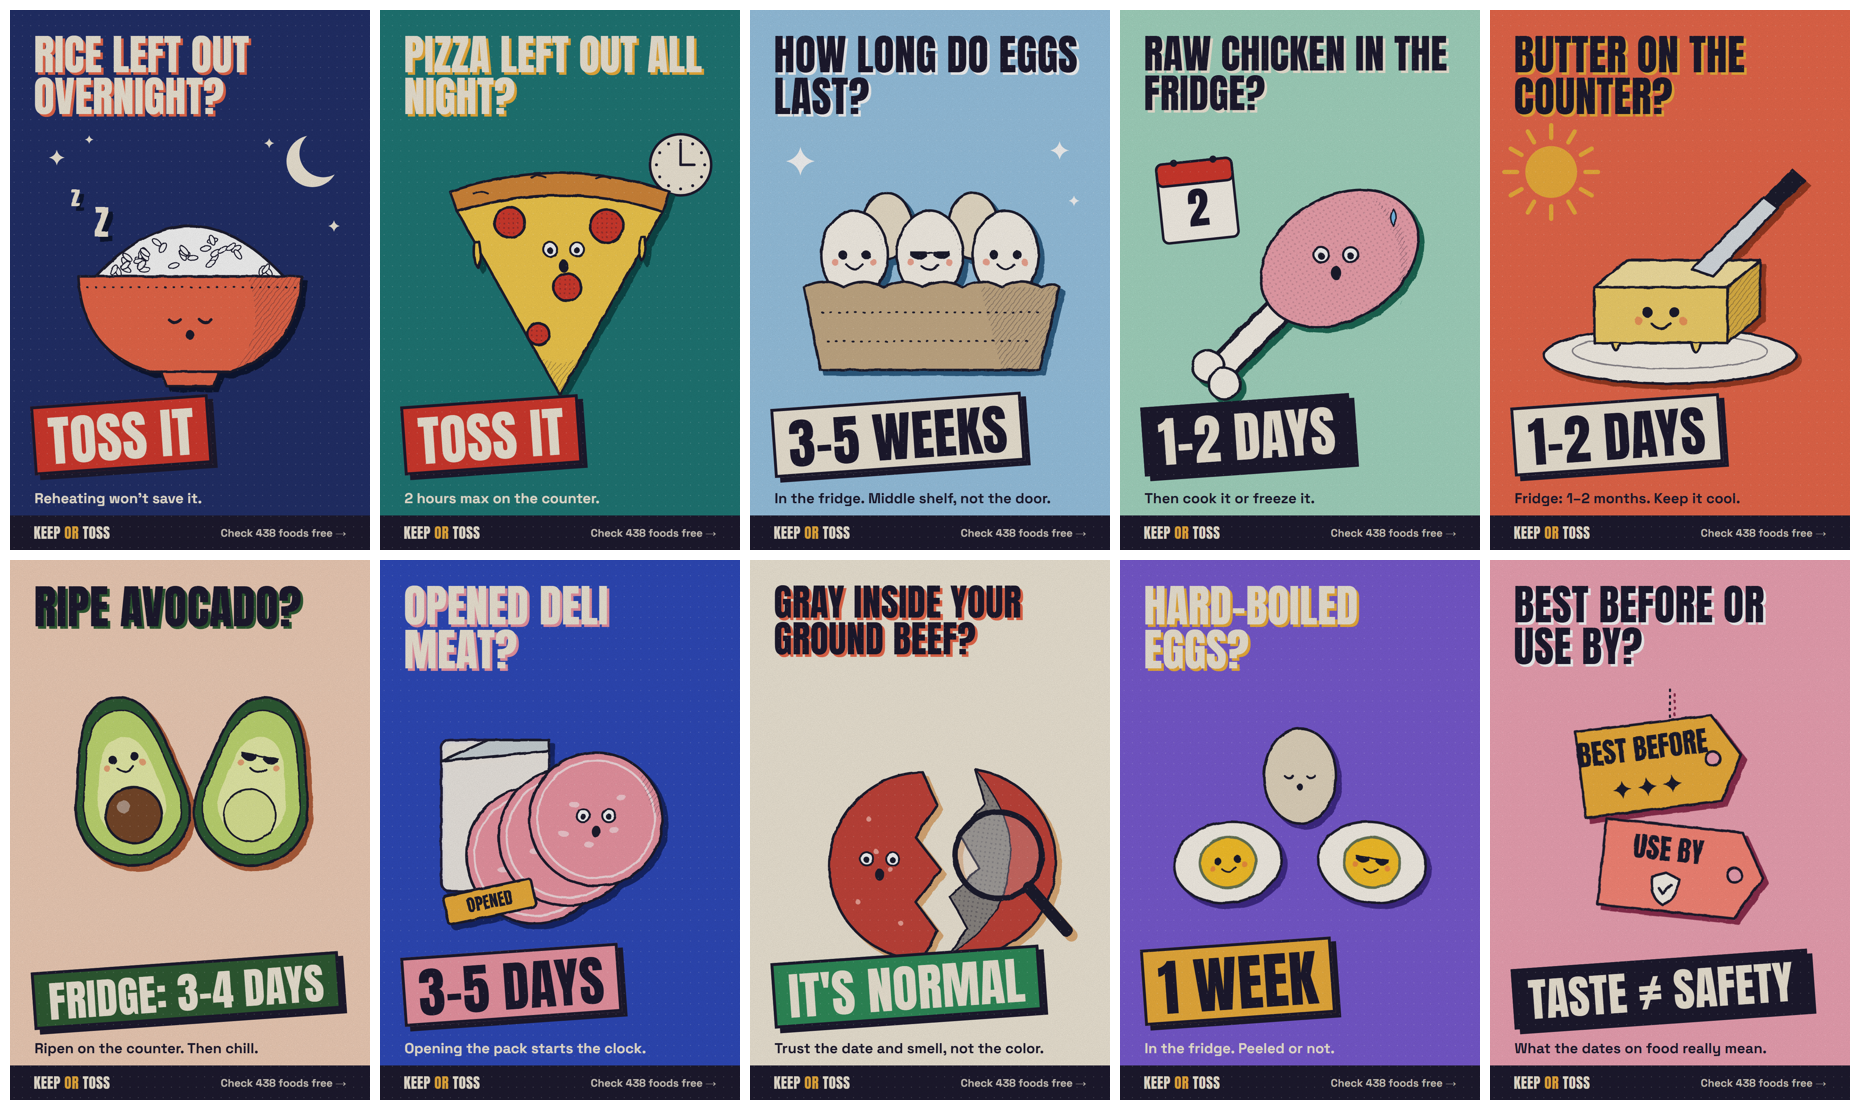 RICE LEFT OUT
OVERNIGHT?
Z
Z
TOSS IT
Reheating won't save it.
KEEP OR TOSS
Check 438 foods free →
PIZZA LEFT OUT ALL
NIGHT?
TOSS IT
2 hours max on the counter.
KEEP OR TOSS
Check 438 foods free →
HOW LONG DO EGGS
LAST?
3-5 WEEKS
In the fridge. Middle shelf, not the door.
KEEP OR TOSS
Check 438 foods free →
RAW CHICKEN IN THE
FRIDGE?
2
1-2 DAYS
Then cook it or freeze it.
KEEP OR TOSS
Check 438 foods free →
BUTTER ON THE
COUNTER?
1-2 DAYS
Fridge: 1–2 months. Keep it cool.
KEEP OR TOSS
Check 438 foods free →
RIPE AVOCADO?
FRIDGE: 3-4 DAYS
Ripen on the counter. Then chill.
KEEP OR TOSS
Check 438 foods free →
OPENED DELI
MEAT?
OPENED
3-5 DAYS
Opening the pack starts the clock.
KEEP OR TOSS
Check 438 foods free →
GRAY INSIDE YOUR
GROUND BEEF?
IT'S NORMAL
Trust the date and smell, not the color.
KEEP OR TOSS
Check 438 foods free →
HARD-BOILED
EGGS?
1 WEEK
In the fridge. Peeled or not.
KEEP OR TOSS
Check 438 foods free →
BEST BEFORE OR
USE BY?
BEST BEFORE
USE BY
TASTE ≠ SAFETY
What the dates on food really mean.
KEEP OR TOSS
Check 438 foods free →